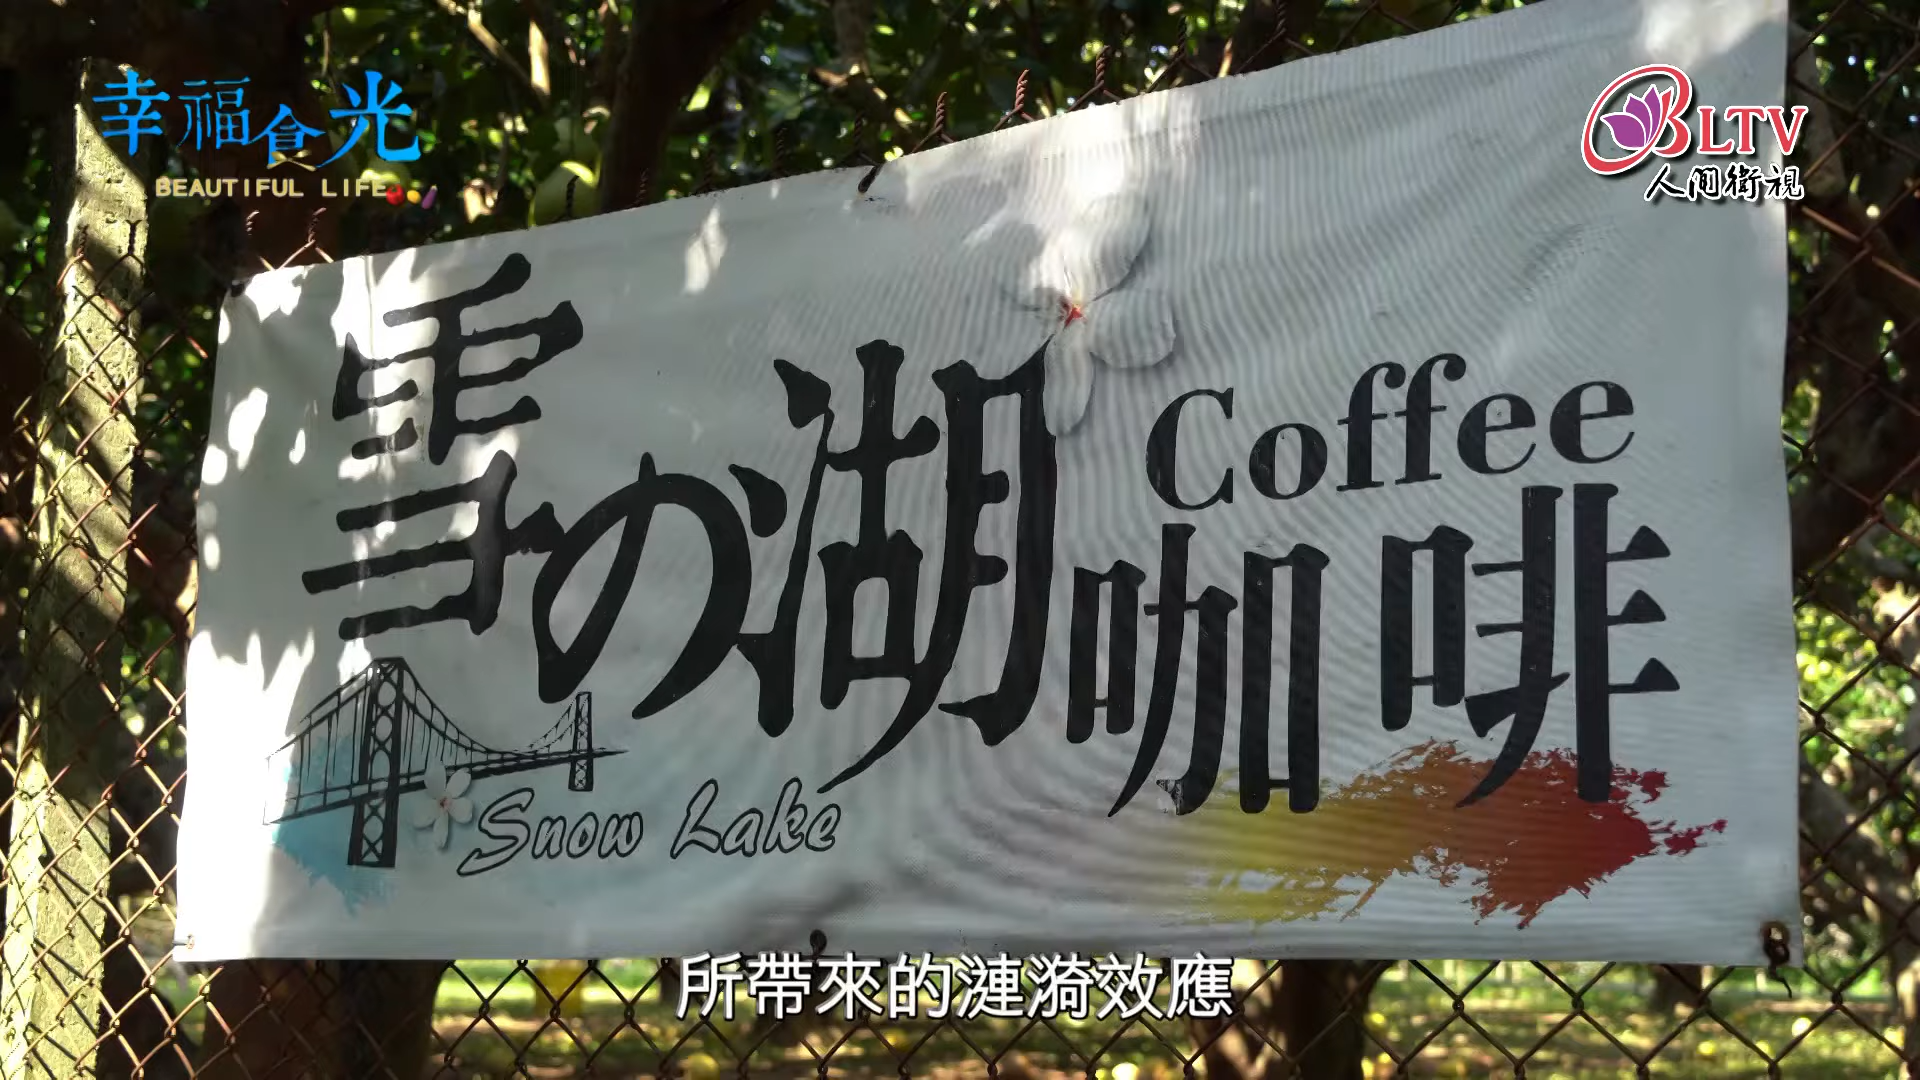 幸福食光
BEAUTIFUL LIFE
BLTV
人間衛視
雪の湖咖啡
Coffee
Snow Lake
所帶來的漣漪效應